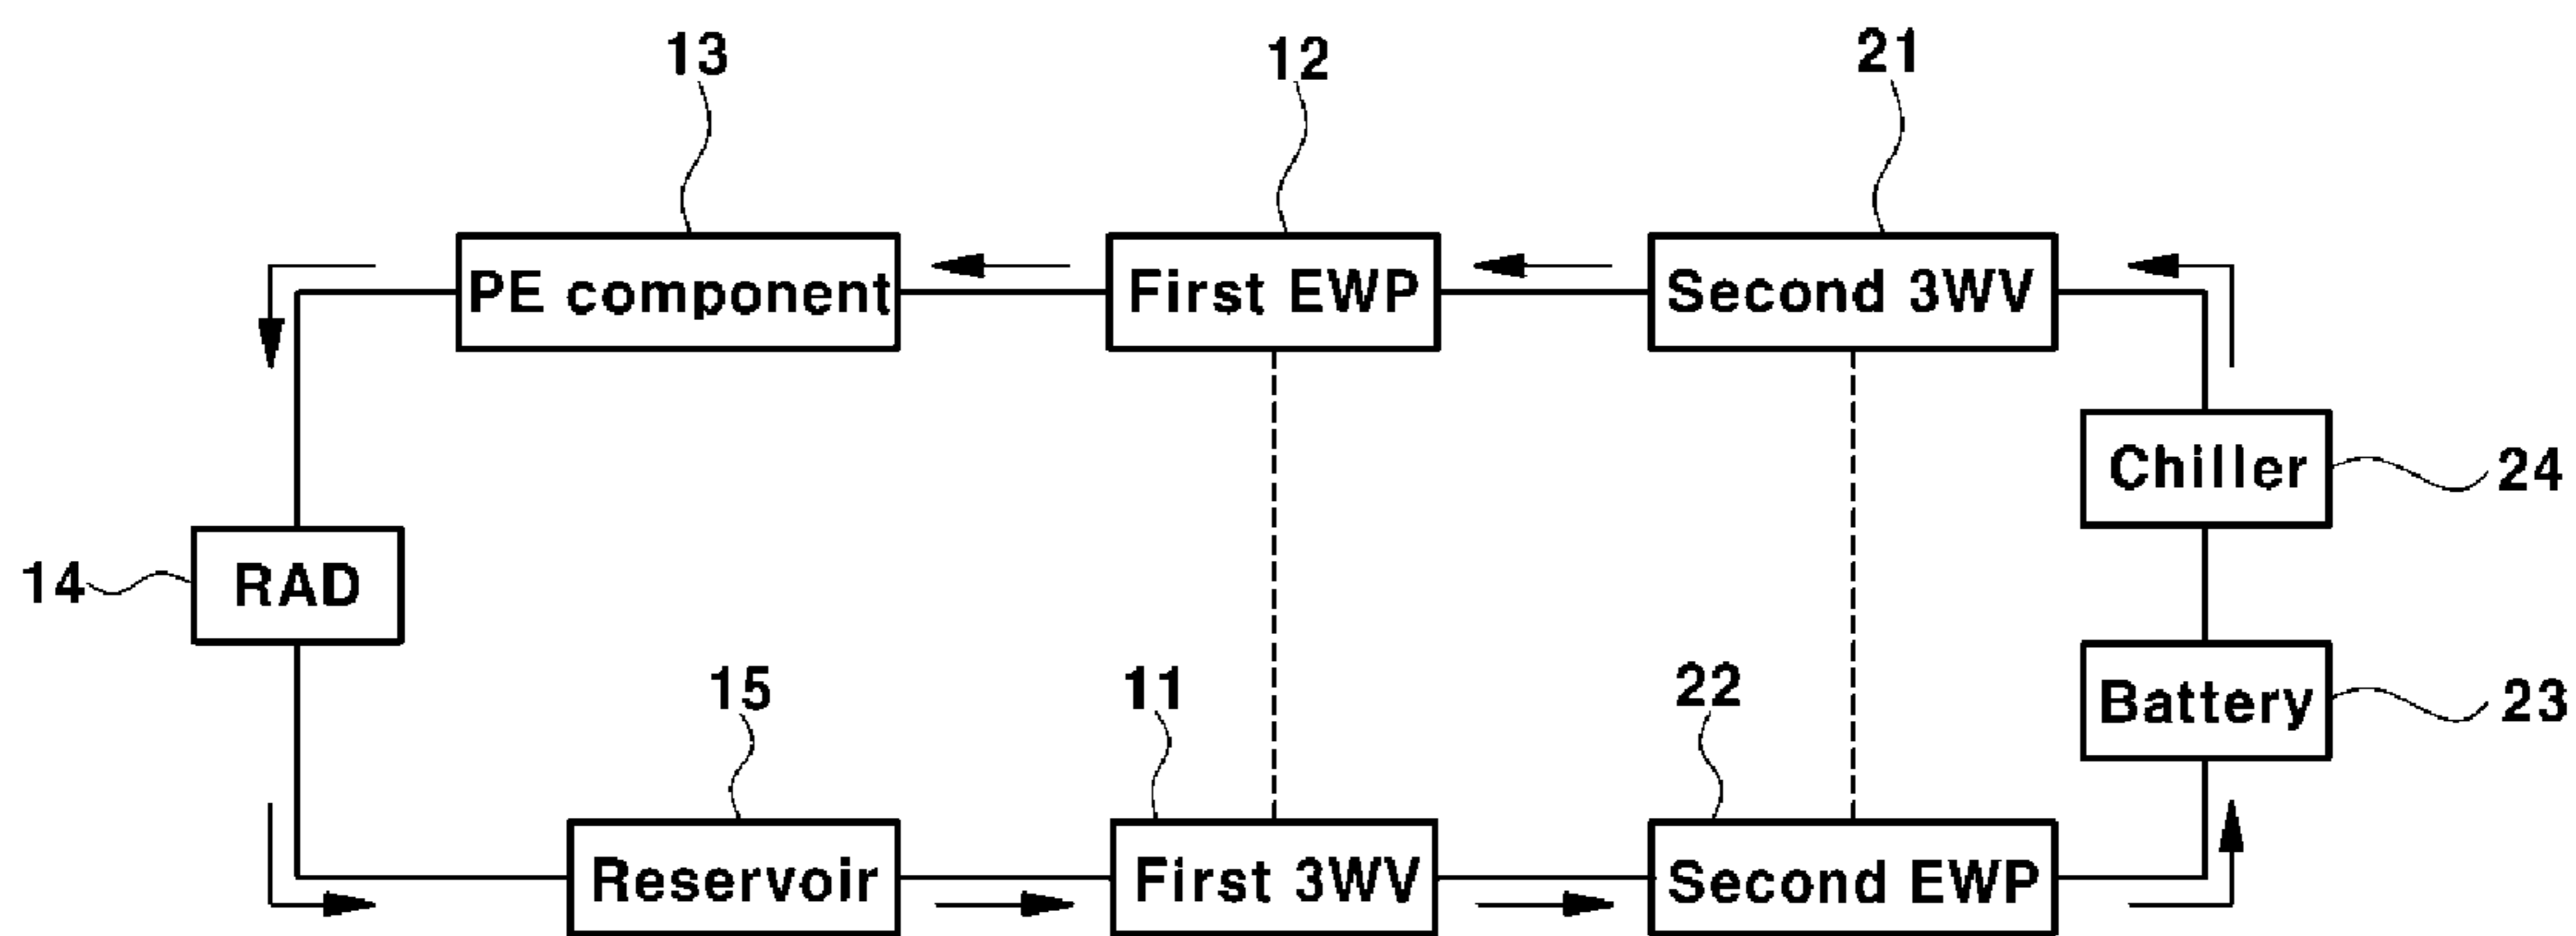 13
12
21
PE component
First EWP
Second 3WV
Chiller
24
14
RAD
15
11
22
Battery
23
Reservoir
First 3WV
Second EWP